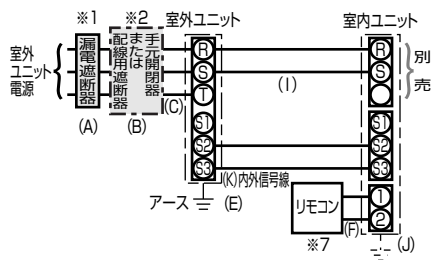 ※1
※2
室外ユニット
室内ユニット
室外
ユニット
電源
漏電遮断器
手元開閉器
または
配線用遮断器
(A)
(B)
(C)
R
S
T
S1
S2
S3
(I)
R
S
別売
S1
S2
S3
(K)内外信号線
アース
(E)
リモコン
1
2
(F)
(J)
※7